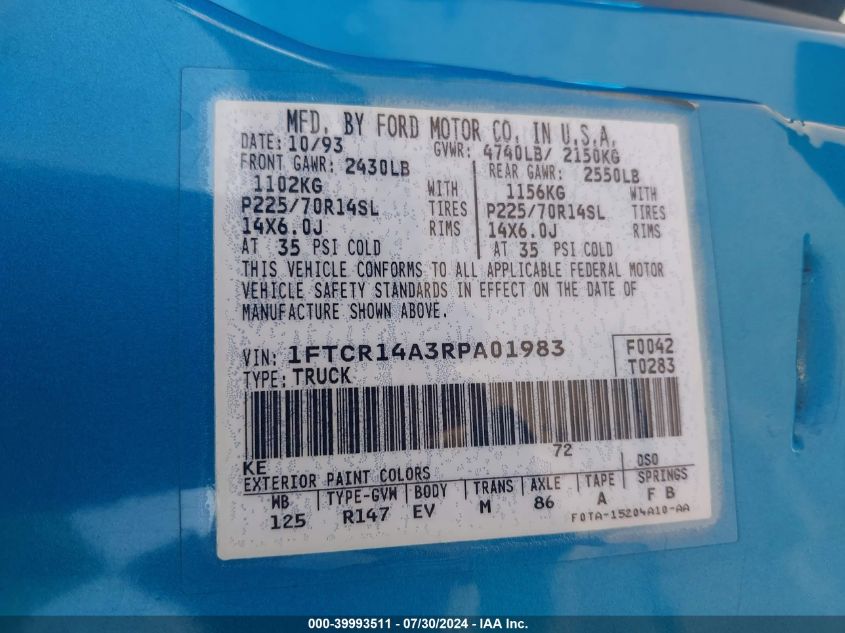 MFD. BY FORD MOTOR CO. IN U.S.A.
DATE: 10/93 GVWR: 4740LB/ 2150KG
FRONT GAWR: 2430LB REAR GAWR: 2550LB
1102KG WITH 1156KG WITH
P225/70R14SL TIRES P225/70R14SL TIRES
14X6.0J RIMS 14X6.0J RIMS
AT 35 PSI COLD AT 35 PSI COLD
THIS VEHICLE CONFORMS TO ALL APPLICABLE FEDERAL MOTOR
VEHICLE SAFETY STANDARDS IN EFFECT ON THE DATE OF
MANUFACTURE SHOWN ABOVE.
VIN: 1FTCR14A3RPA01983 F0042
TYPE: TRUCK T0283
72
KE DSO
EXTERIOR PAINT COLORS
WB TYPE-GVW BODY TRANS AXLE TAPE SPRINGS
125 R147 EV M 86 A F B
F0TA-15204A10-AA
000-39993511 / 07/30/2024 / Copyright IAA, Inc.